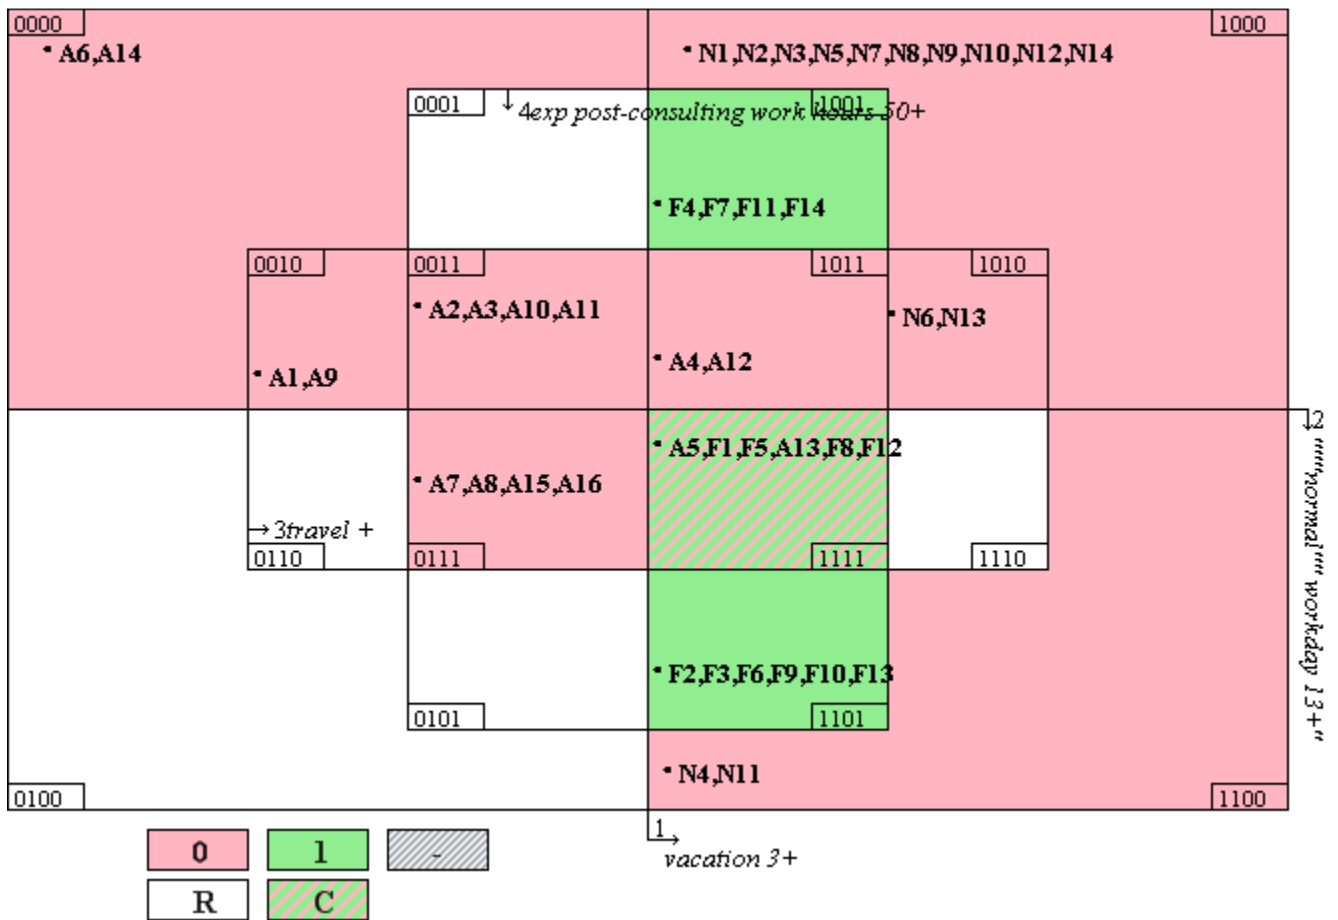 0000 1000
A6,A14 N1,N2,N3,N5,N7,N8,N9,N10,N12,N14
0001 4exp post-consulting work hours 50+ 1001
F4,F7,F11,F14
0010 0011 1011 1010
A2,A3,A10,A11 N6,N13
A4,A12
A1,A9
2 """normal"" workday 13+"
A5,F1,F5,A13,F8,F12
A7,A8,A15,A16
3travel +
0110 0111 1111 1110
F2,F3,F6,F9,F10,F13
0101 1101
N4,N11
0100 1100
1
vacation 3+
0 1 -
R C